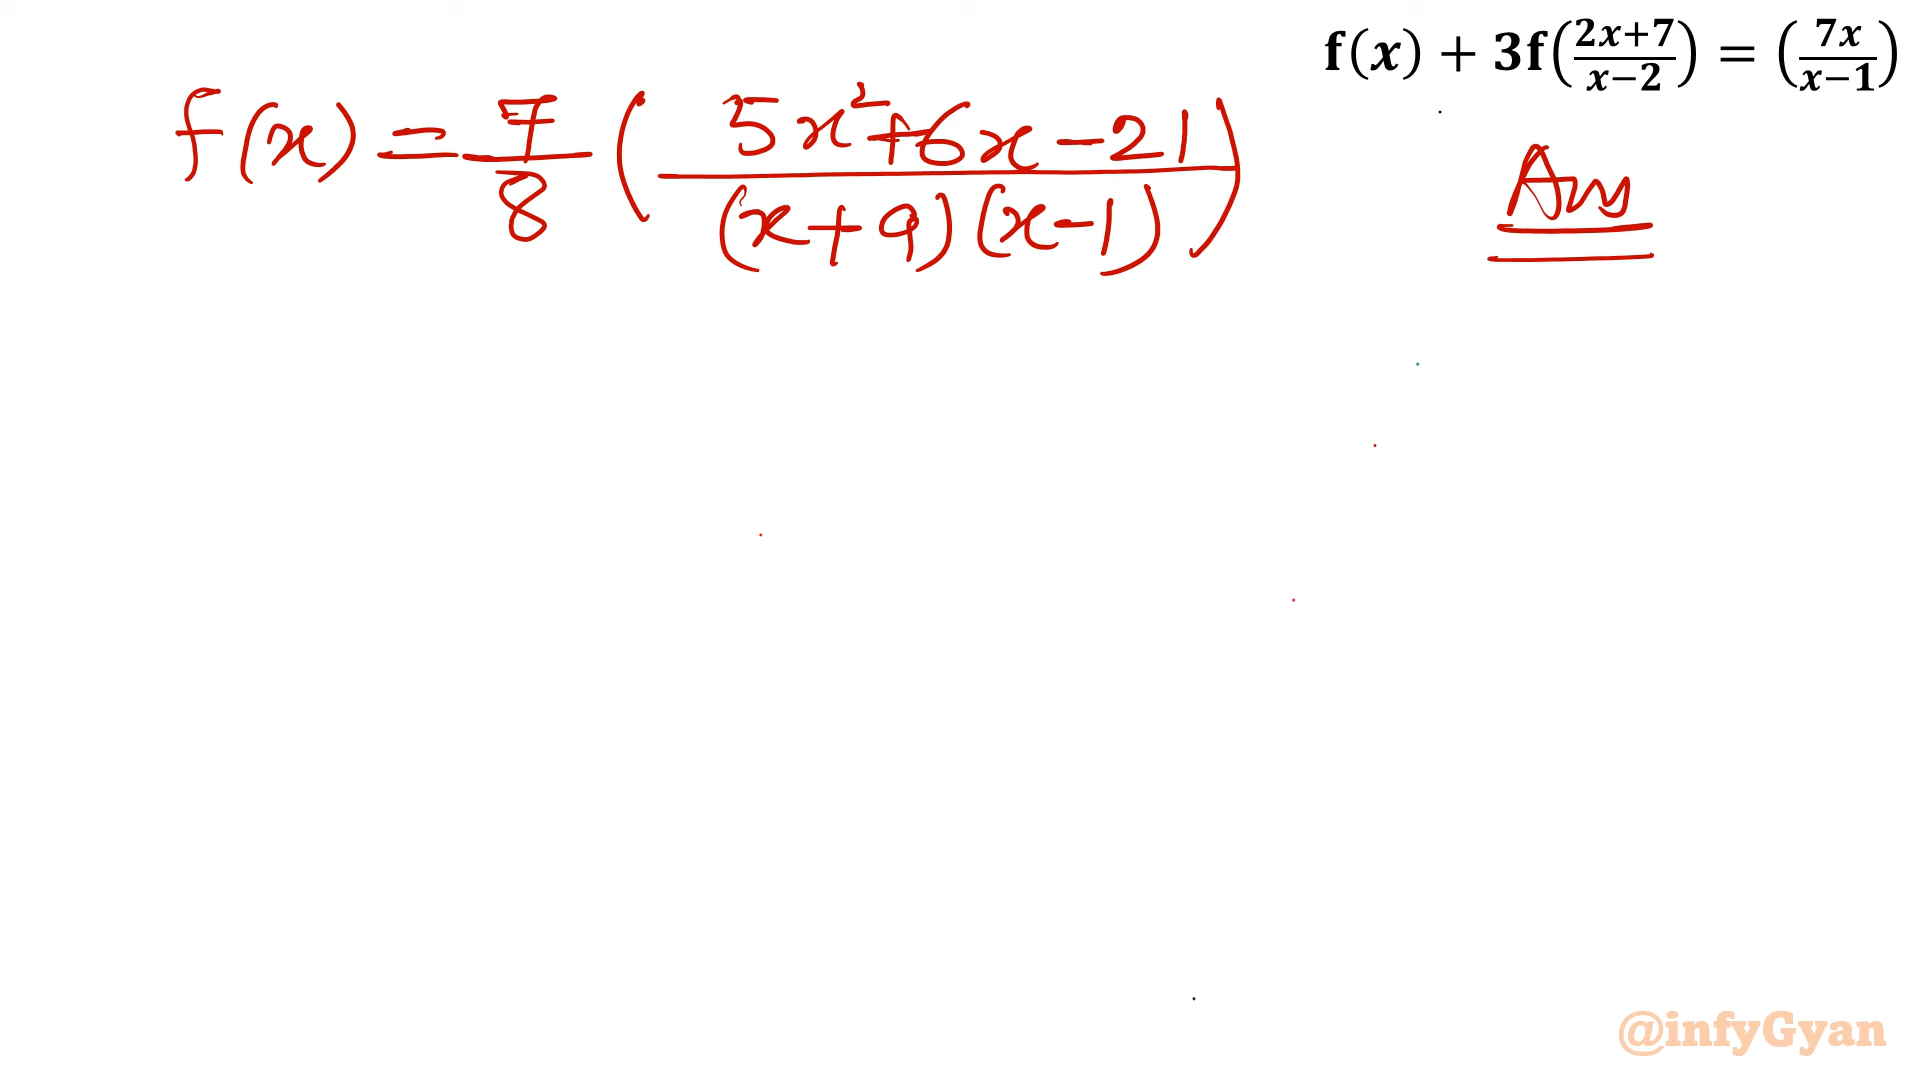 f(x) + 3f((2x+7)/(x−2)) = (7x/(x−1))
f(x) = 7/8 ( (5x²+6x−21) / ((x+9)(x−1)) )
Ans
@infyGyan